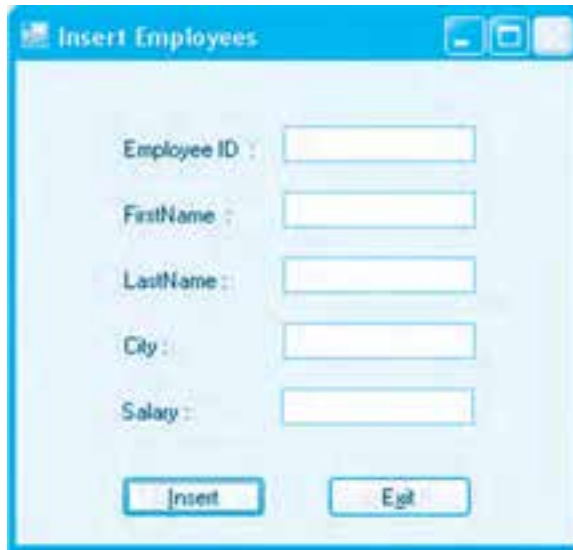 Insert Employees
Employee ID :
FirstName :
LastName :
City :
Salary :
Insert Exit